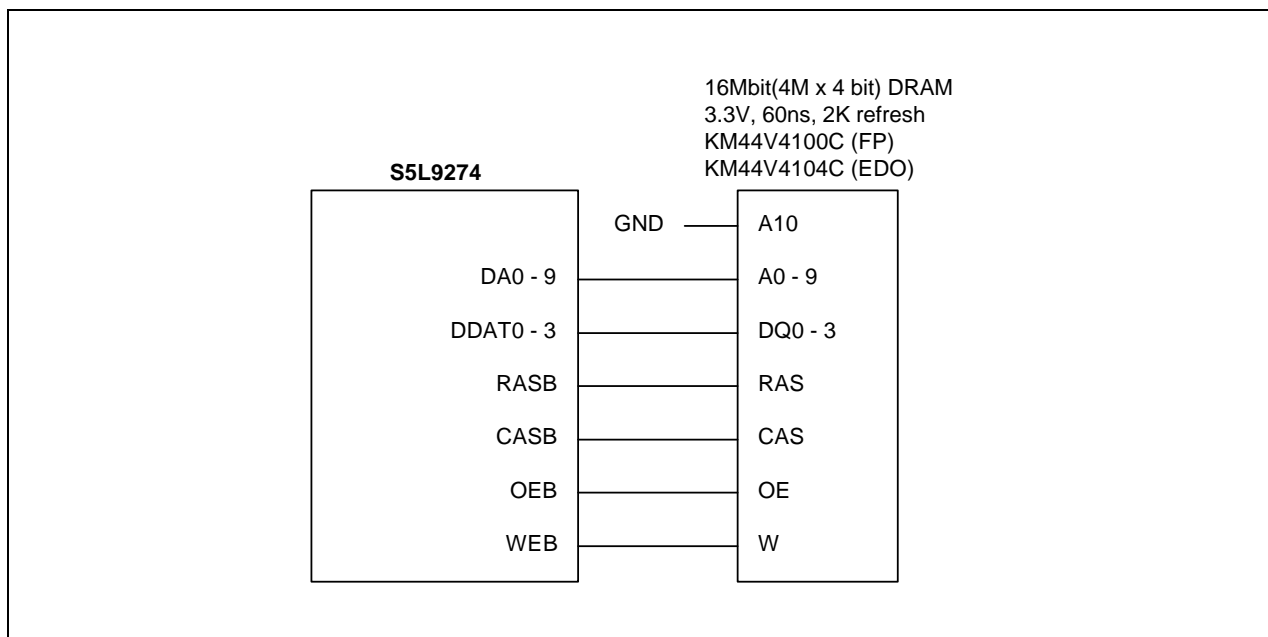 16Mbit(4M x 4 bit) DRAM
3.3V, 60ns, 2K refresh
KM44V4100C (FP)
KM44V4104C (EDO)
S5L9274
GND A10
DA0 - 9 A0 - 9
DDAT0 - 3 DQ0 - 3
RASB RAS
CASB CAS
OEB OE
WEB W